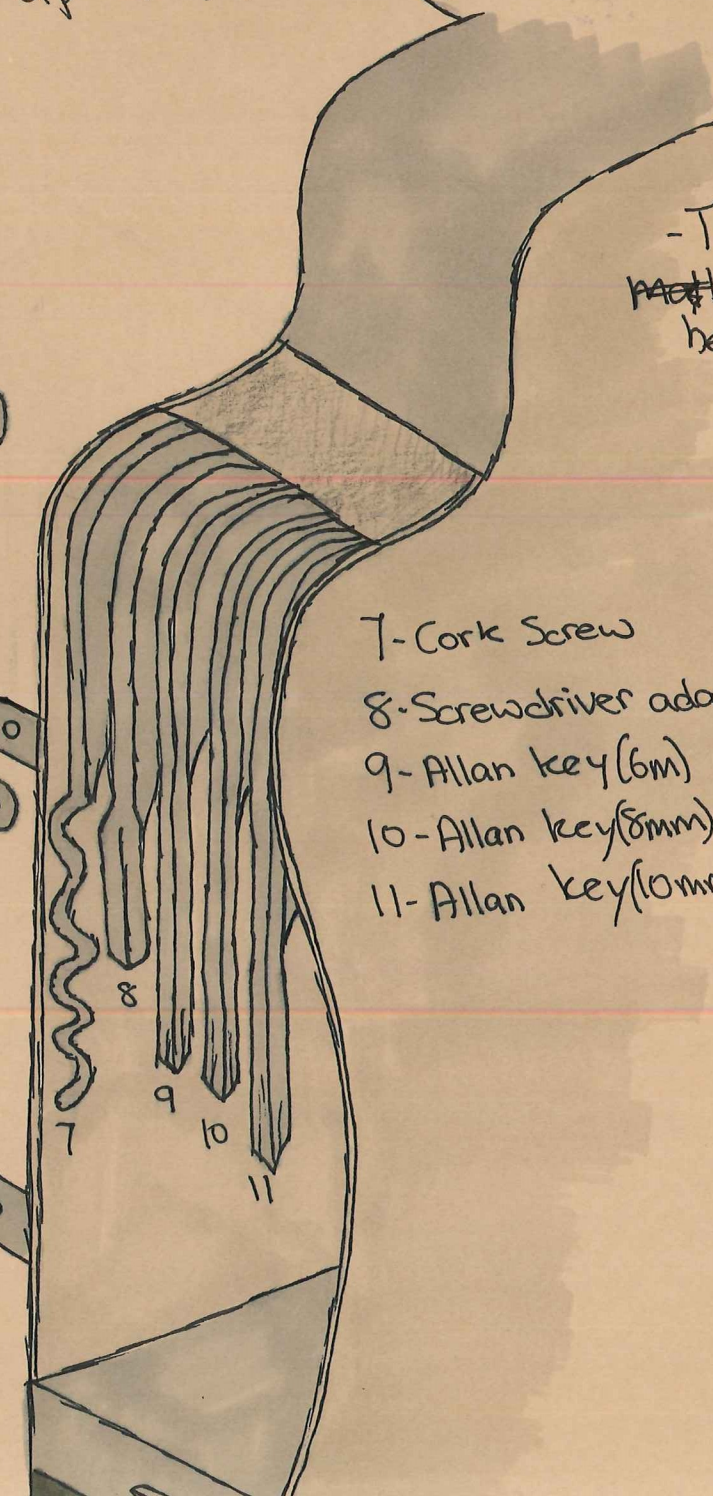 -T
7-Cork Screw
8-Screwdriver ada
9-Allan key(6m)
10-Allan key(8mm)
11-Allan key(10mm
8
9
10
7
11